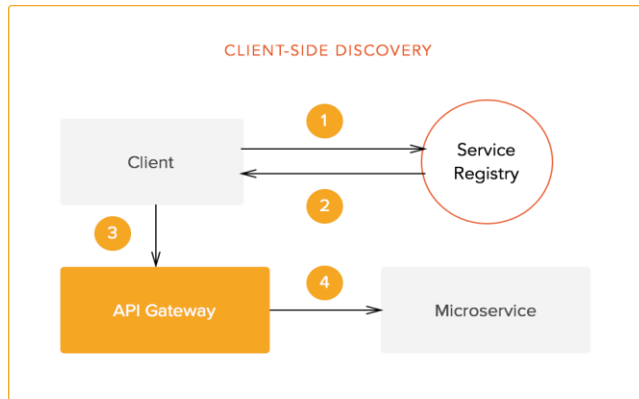 CLIENT-SIDE DISCOVERY
1
Client
Service
Registry
2
3
4
API Gateway
Microservice